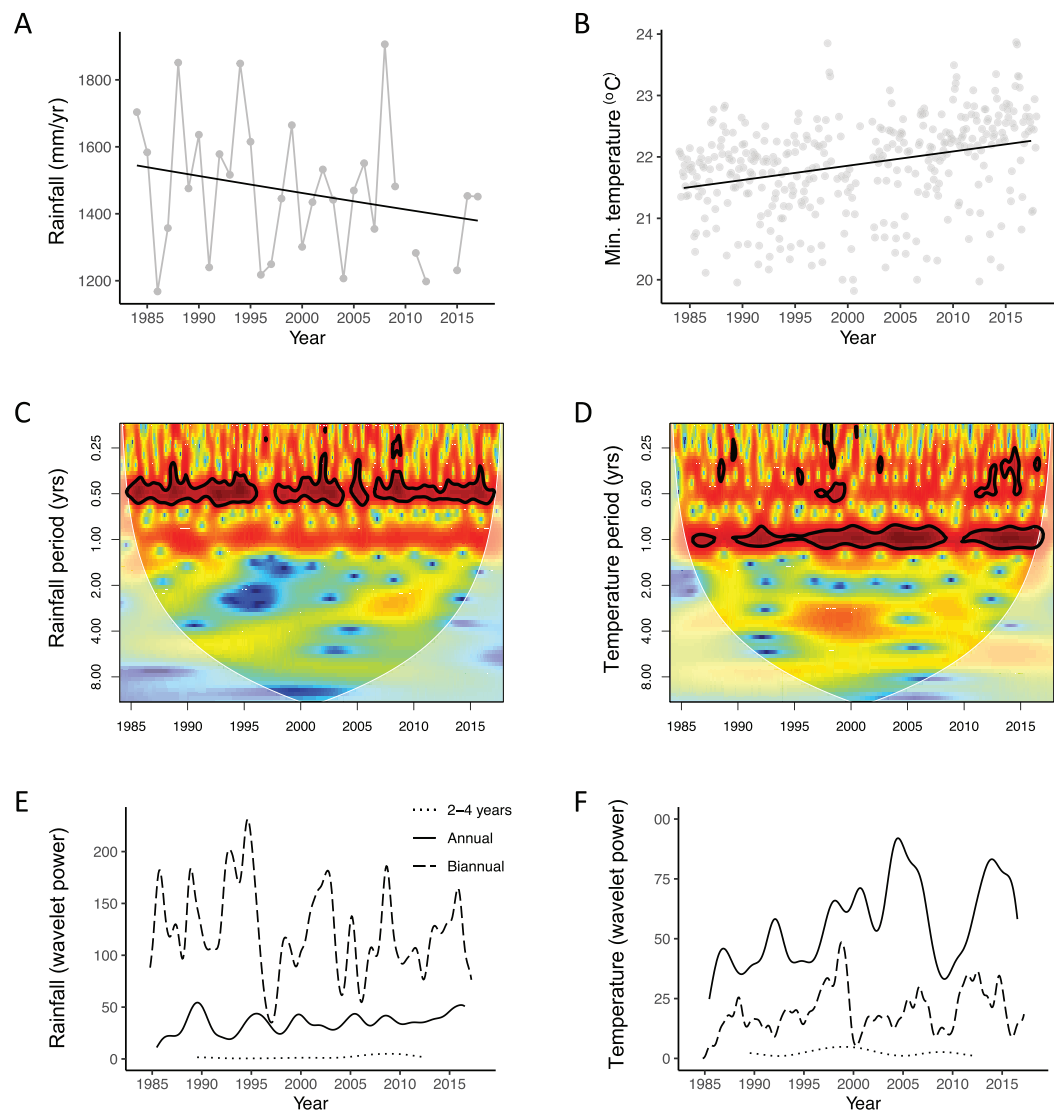 A
Rainfall (mm/yr)
1800
1600
1400
1200
1985 1990 1995 2000 2005 2010 2015
Year
B
Min. temperature (oC)
24
23
22
21
20
1985 1990 1995 2000 2005 2010 2015
Year
C
Rainfall period (yrs)
0.25
0.50
1.00
2.00
4.00
8.00
1985 1990 1995 2000 2005 2010 2015
D
Temperature period (yrs)
0.25
0.50
1.00
2.00
4.00
8.00
1985 1990 1995 2000 2005 2010 2015
E
Rainfall (wavelet power)
200
150
100
50
0
2–4 years
Annual
Biannual
1985 1990 1995 2000 2005 2010 2015
Year
F
Temperature (wavelet power)
00
75
50
25
0
1985 1990 1995 2000 2005 2010 2015
Year